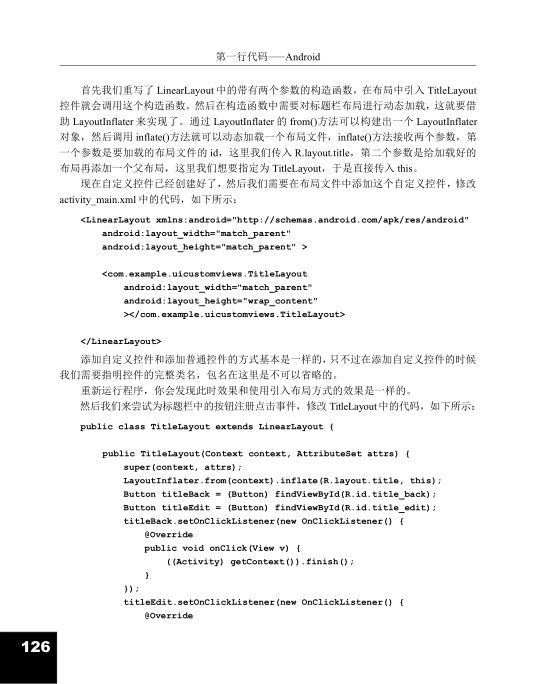 第一行代码——Android
首先我们重写了 LinearLayout 中的带有两个参数的构造函数，在布局中引入 TitleLayout
控件就会调用这个构造函数。然后在构造函数中需要对标题栏布局进行动态加载，这就要借
助 LayoutInflater 来实现了。通过 LayoutInflater 的 from()方法可以构建出一个 LayoutInflater
对象，然后调用 inflate()方法就可以动态加载一个布局文件，inflate()方法接收两个参数，第
一个参数是要加载的布局文件的 id，这里我们传入 R.layout.title，第二个参数是给加载好的
布局再添加一个父布局，这里我们想要指定为 TitleLayout，于是直接传入 this。
现在自定义控件已经创建好了，然后我们需要在布局文件中添加这个自定义控件，修改
activity_main.xml 中的代码，如下所示：
<LinearLayout xmlns:android="http://schemas.android.com/apk/res/android"
android:layout_width="match_parent"
android:layout_height="match_parent" >
<com.example.uicustomviews.TitleLayout
android:layout_width="match_parent"
android:layout_height="wrap_content"
></com.example.uicustomviews.TitleLayout>
</LinearLayout>
添加自定义控件和添加普通控件的方式基本是一样的，只不过在添加自定义控件的时候
我们需要指明控件的完整类名，包名在这里是不可以省略的。
重新运行程序，你会发现此时效果和使用引入布局方式的效果是一样的。
然后我们来尝试为标题栏中的按钮注册点击事件，修改 TitleLayout 中的代码，如下所示：
public class TitleLayout extends LinearLayout {
public TitleLayout(Context context, AttributeSet attrs) {
super(context, attrs);
LayoutInflater.from(context).inflate(R.layout.title, this);
Button titleBack = (Button) findViewById(R.id.title_back);
Button titleEdit = (Button) findViewById(R.id.title_edit);
titleBack.setOnClickListener(new OnClickListener() {
@Override
public void onClick(View v) {
((Activity) getContext()).finish();
}
});
titleEdit.setOnClickListener(new OnClickListener() {
@Override
126